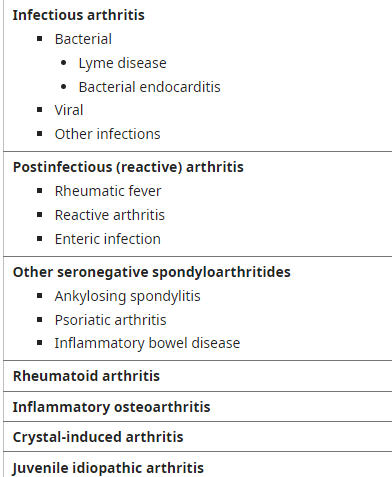 Infectious arthritis
Bacterial
Lyme disease
Bacterial endocarditis
Viral
Other infections
Postinfectious (reactive) arthritis
Rheumatic fever
Reactive arthritis
Enteric infection
Other seronegative spondyloarthritides
Ankylosing spondylitis
Psoriatic arthritis
Inflammatory bowel disease
Rheumatoid arthritis
Inflammatory osteoarthritis
Crystal-induced arthritis
Juvenile idiopathic arthritis